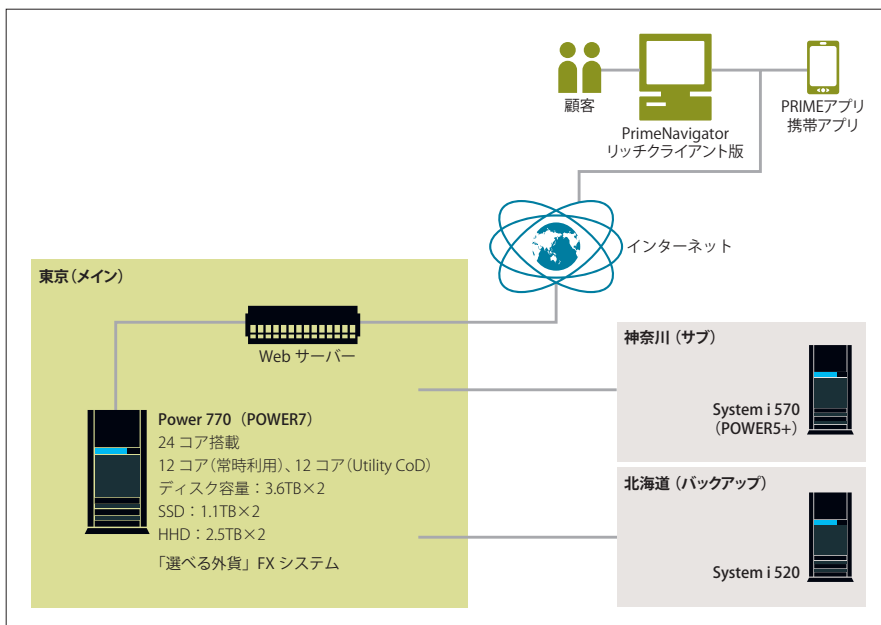 顧客
PrimeNavigator
リッチクライアント版
PRIMEアプリ
携帯アプリ
インターネット
東京(メイン)
Web サーバー
Power 770(POWER7)
24 コア搭載
12 コア(常時利用)、12 コア(Utility CoD)
ディスク容量:3.6TB×2
SSD:1.1TB×2
HHD:2.5TB×2
「選べる外貨」FX システム
神奈川(サブ)
System i 570
(POWER5+)
北海道(バックアップ)
System i 520